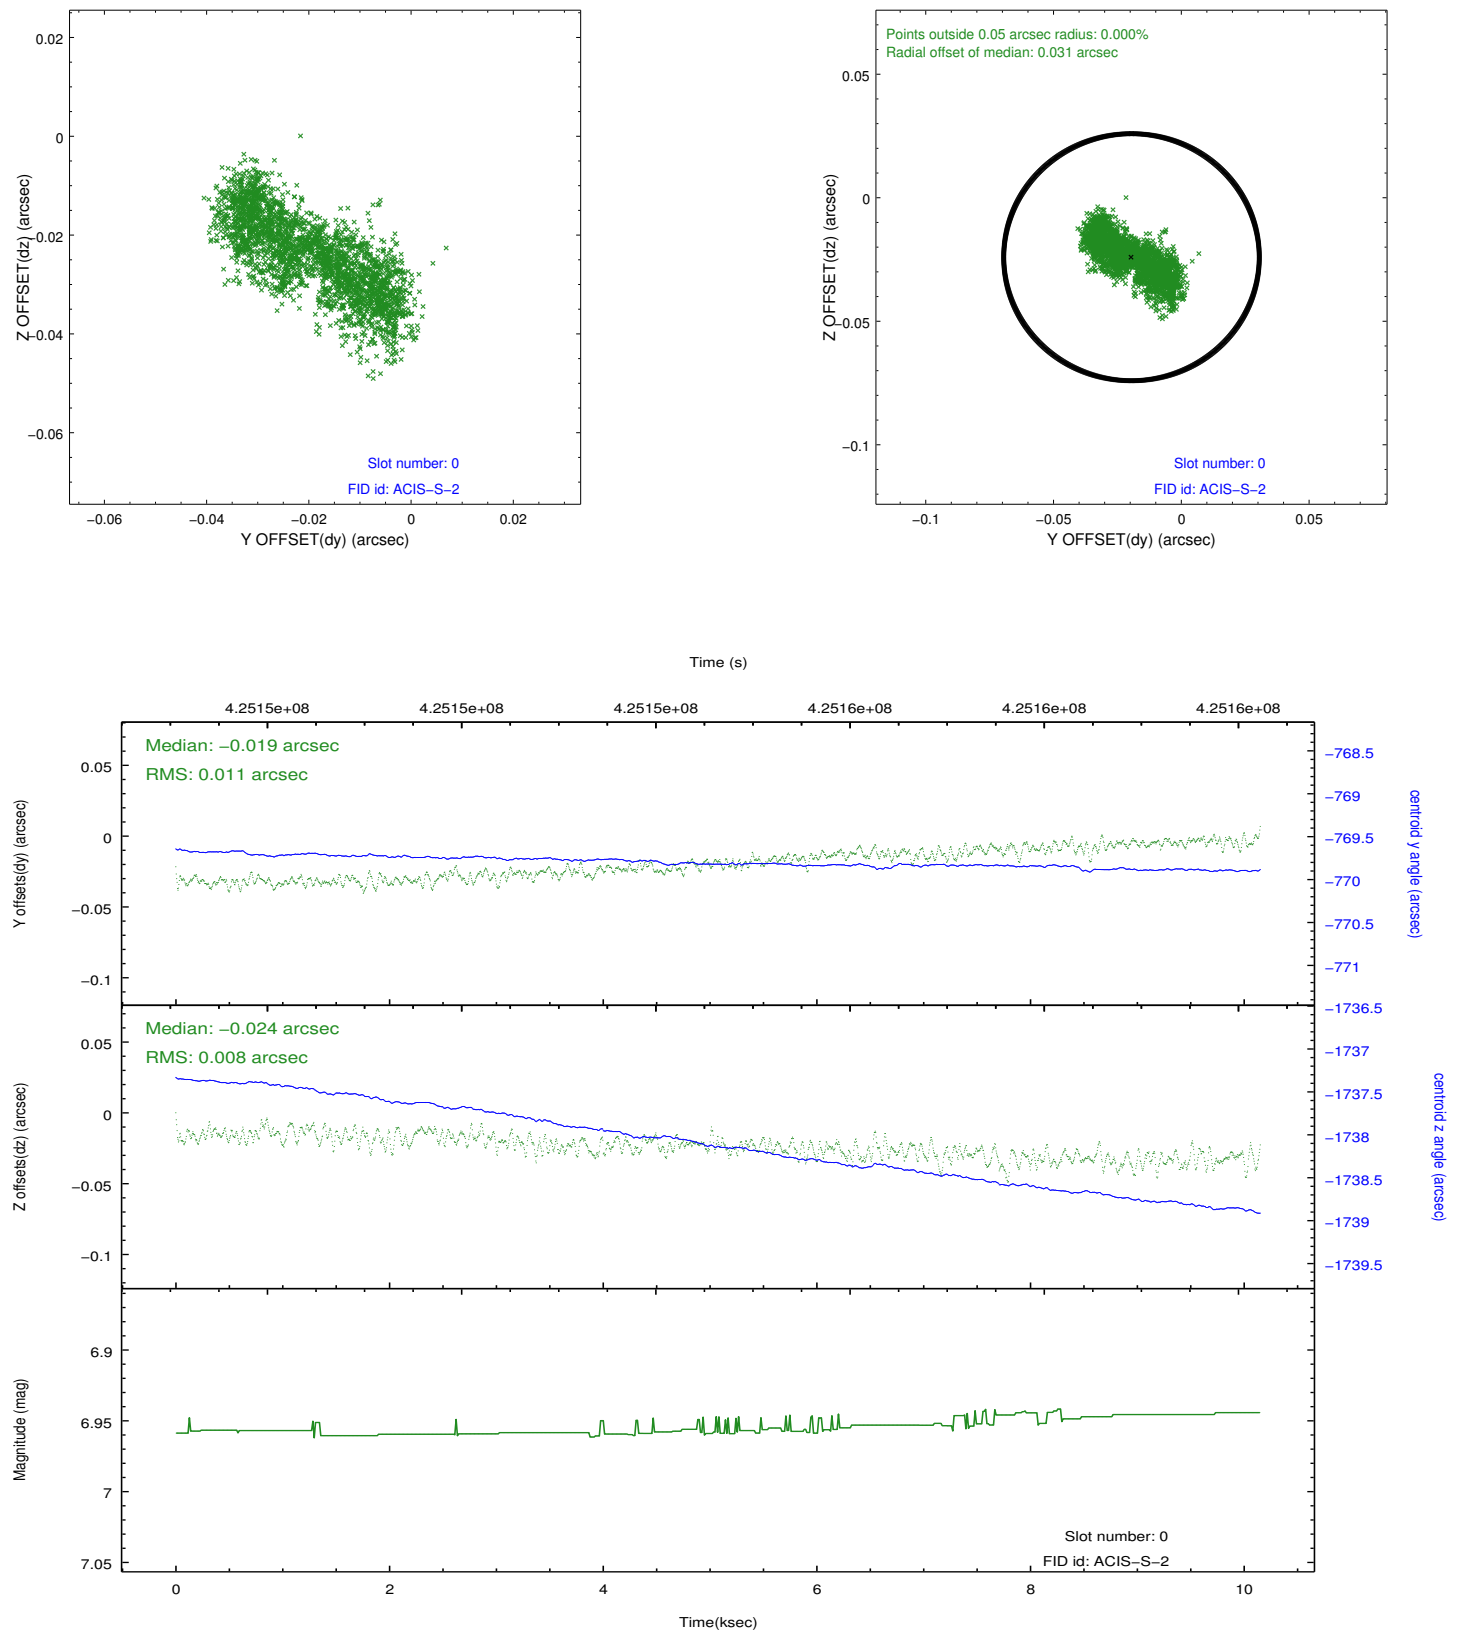 0.02
0
−0.02
−0.04
−0.06
−0.06
−0.04
−0.02
0
0.02
Z OFFSET(dz) (arcsec)
Y OFFSET(dy) (arcsec)
Slot number: 0
FID id: ACIS−S−2
Points outside 0.05 arcsec radius: 0.000%
Radial offset of median: 0.031 arcsec
0.05
0
−0.05
−0.1
−0.1
−0.05
0
0.05
Z OFFSET(dz) (arcsec)
Y OFFSET(dy) (arcsec)
Slot number: 0
FID id: ACIS−S−2
Time (s)
4.2515e+08
4.2515e+08
4.2515e+08
4.2516e+08
4.2516e+08
4.2516e+08
Median: −0.019 arcsec
RMS: 0.011 arcsec
0.05
0
−0.05
−0.1
Y offsets(dy) (arcsec)
−768.5
−769
−769.5
−770
−770.5
−771
centroid y angle (arcsec)
Median: −0.024 arcsec
RMS: 0.008 arcsec
0.05
0
−0.05
−0.1
Z offsets(dz) (arcsec)
−1736.5
−1737
−1737.5
−1738
−1738.5
−1739
−1739.5
centroid z angle (arcsec)
6.9
6.95
7
7.05
Magnitude (mag)
Slot number: 0
FID id: ACIS−S−2
0
2
4
6
8
10
Time(ksec)